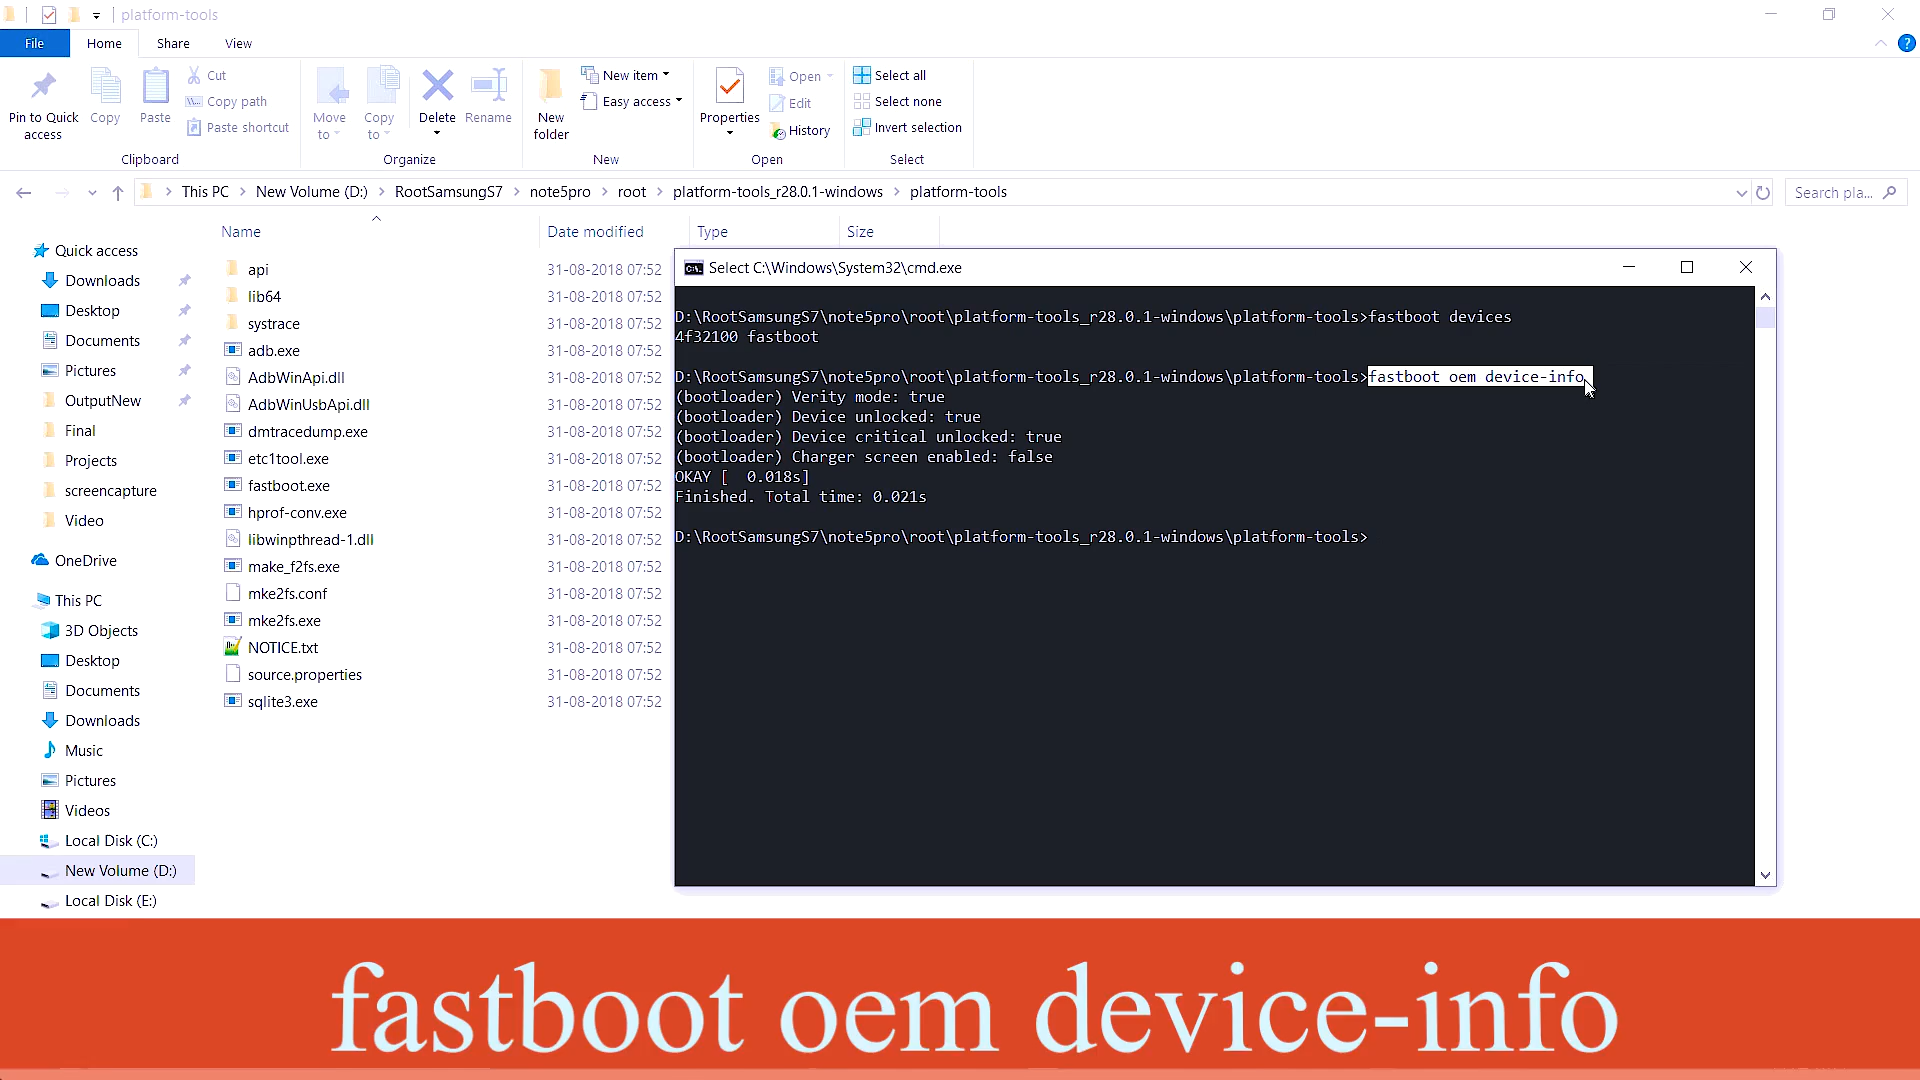 platform-tools
File Home Share View
Pin to Quick access
Copy
Paste
Cut
Copy path
Paste shortcut
Clipboard
Move to
Copy to
Delete
Rename
Organize
New folder
New item
Easy access
New
Properties
Open
Edit
History
Open
Select all
Select none
Invert selection
Select
This PC New Volume (D:) RootSamsungS7 note5pro root platform-tools_r28.0.1-windows platform-tools
Search pla...
Quick access
Downloads
Desktop
Documents
Pictures
OutputNew
Final
Projects
screencapture
Video
OneDrive
This PC
3D Objects
Desktop
Documents
Downloads
Music
Pictures
Videos
Local Disk (C:)
New Volume (D:)
Local Disk (E:)
Name Date modified Type Size
api 31-08-2018 07:52
lib64 31-08-2018 07:52
systrace 31-08-2018 07:52
adb.exe 31-08-2018 07:52
AdbWinApi.dll 31-08-2018 07:52
AdbWinUsbApi.dll 31-08-2018 07:52
dmtracedump.exe 31-08-2018 07:52
etc1tool.exe 31-08-2018 07:52
fastboot.exe 31-08-2018 07:52
hprof-conv.exe 31-08-2018 07:52
libwinpthread-1.dll 31-08-2018 07:52
make_f2fs.exe 31-08-2018 07:52
mke2fs.conf 31-08-2018 07:52
mke2fs.exe 31-08-2018 07:52
NOTICE.txt 31-08-2018 07:52
source.properties 31-08-2018 07:52
sqlite3.exe 31-08-2018 07:52
Select C:\Windows\System32\cmd.exe
D:\RootSamsungS7\note5pro\root\platform-tools_r28.0.1-windows\platform-tools>fastboot devices
4f32100 fastboot
D:\RootSamsungS7\note5pro\root\platform-tools_r28.0.1-windows\platform-tools>fastboot oem device-info
(bootloader) Verity mode: true
(bootloader) Device unlocked: true
(bootloader) Device critical unlocked: true
(bootloader) Charger screen enabled: false
OKAY [  0.018s]
Finished. Total time: 0.021s
D:\RootSamsungS7\note5pro\root\platform-tools_r28.0.1-windows\platform-tools>
fastboot oem device-info